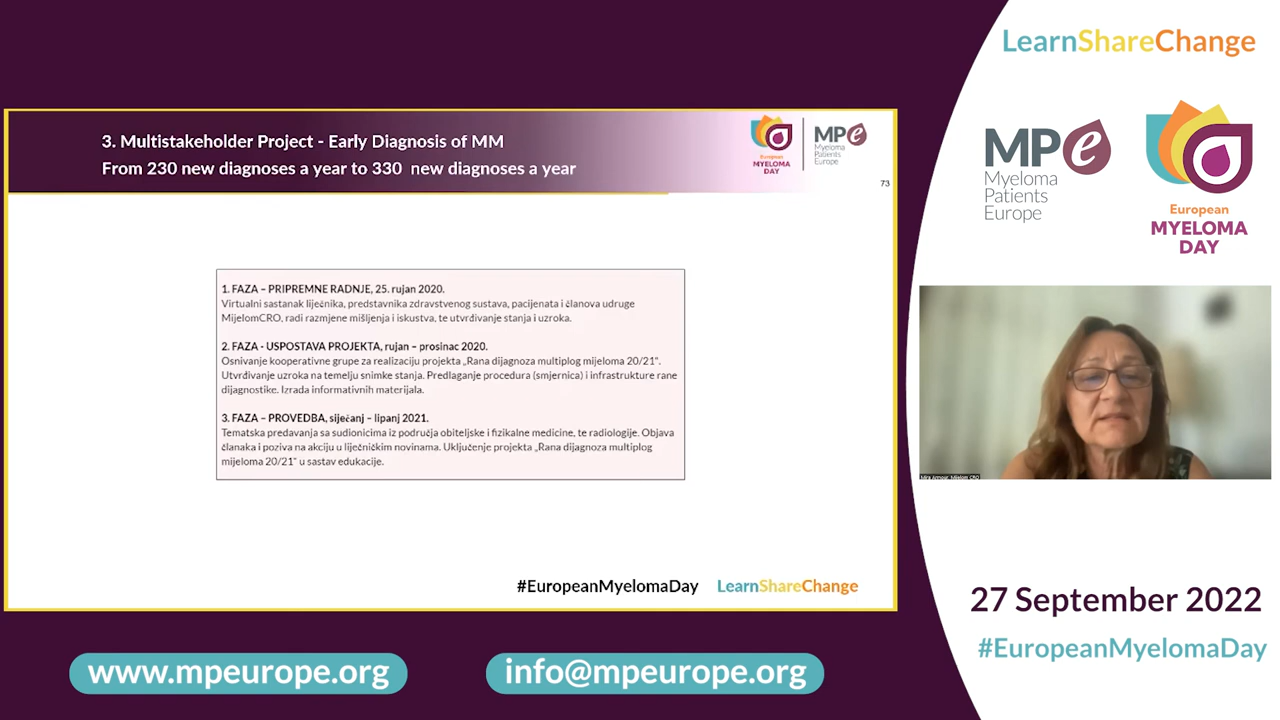 LearnShareChange
3. Multistakeholder Project - Early Diagnosis of MM
From 230 new diagnoses a year to 330 new diagnoses a year
European
MYELOMA
DAY
MPe
Myeloma
Patients
Europe
73
1. FAZA – PRIPREMNE RADNJE, 25. rujan 2020.
Virtualni sastanak liječnika, predstavnika zdravstvenog sustava, pacijenata i članova udruge
MijelomCRO, radi razmjene mišljenja i iskustva, te utvrđivanje stanja i uzroka.
2. FAZA - USPOSTAVA PROJEKTA, rujan – prosinac 2020.
Osnivanje kooperativne grupe za realizaciju projekta „Rana dijagnoza multiplog mijeloma 20/21“.
Utvrđivanje uzroka na temelju snimke stanja. Predlaganje procedura (smjernica) i infrastrukture rane
dijagnostike. Izrada informativnih materijala.
3. FAZA – PROVEDBA, siječanj – lipanj 2021.
Tematska predavanja sa sudionicima iz područja obiteljske i fizikalne medicine, te radiologije. Objava
članaka i poziva na akciju u liječničkim novinama. Uključenje projekta „Rana dijagnoza multiplog
mijeloma 20/21“ u sastav edukacije.
#EuropeanMyelomaDay LearnShareChange
MPe
Myeloma
Patients
Europe
European
MYELOMA
DAY
Mira Armour, Mijelom CRO
27 September 2022
#EuropeanMyelomaDay
www.mpeurope.org
info@mpeurope.org